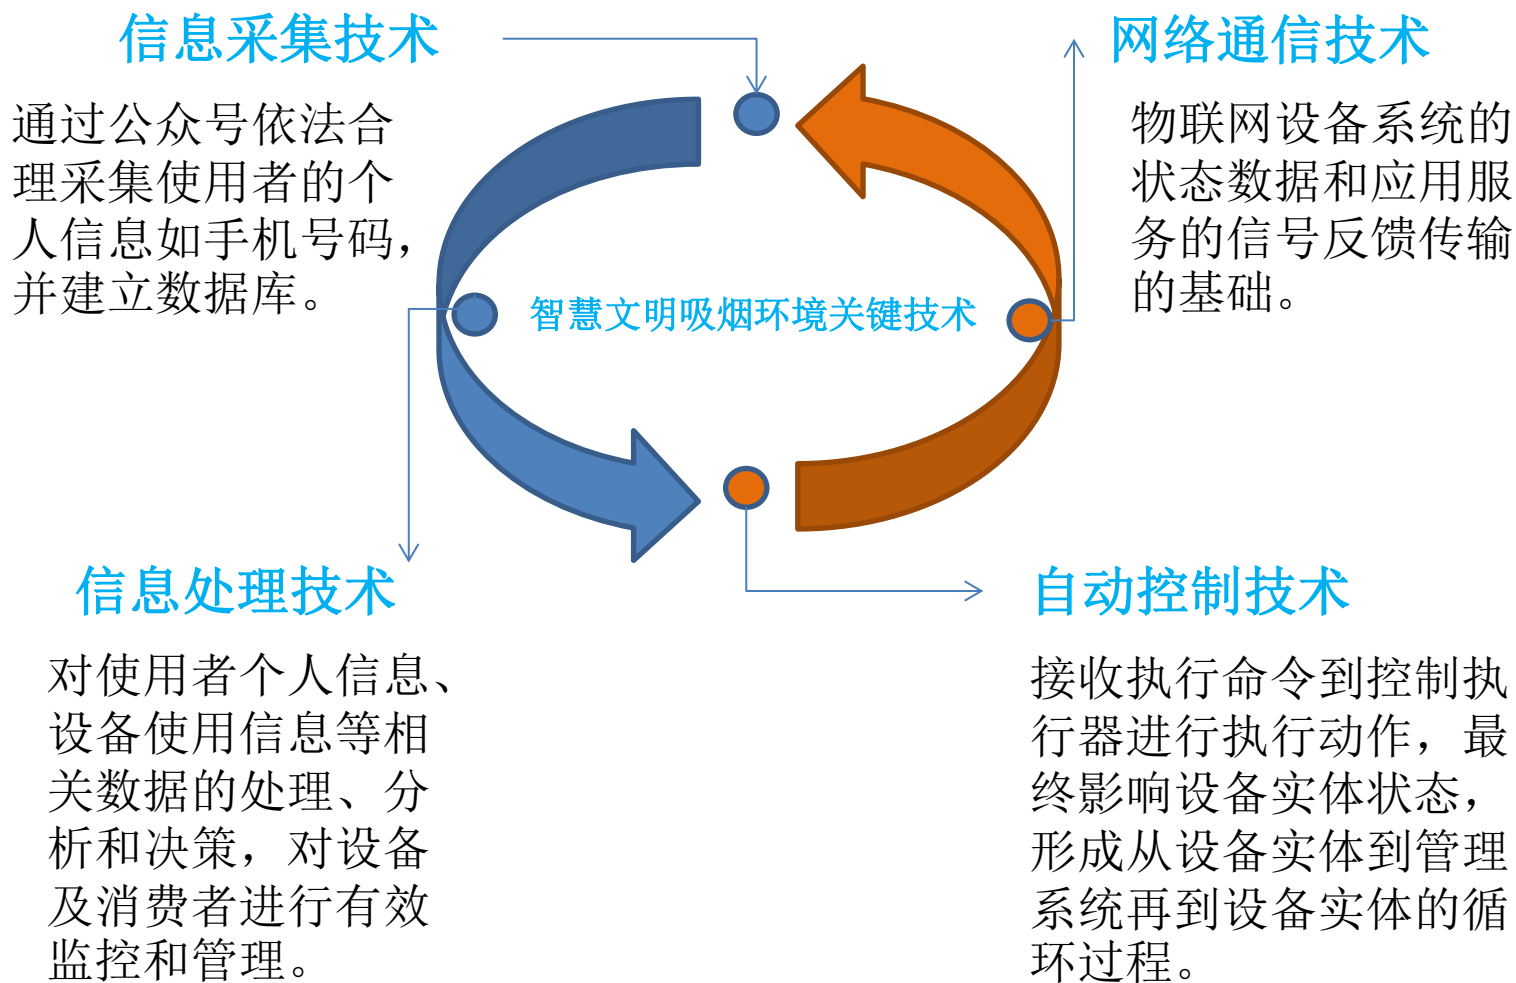 信息采集技术
通过公众号依法合
理采集使用者的个
人信息如手机号码，
并建立数据库。
网络通信技术
物联网设备系统的
状态数据和应用服
务的信号反馈传输
的基础。
智慧文明吸烟环境关键技术
信息处理技术
对使用者个人信息、
设备使用信息等相
关数据的处理、分
析和决策，对设备
及消费者进行有效
监控和管理。
自动控制技术
接收执行命令到控制执
行器进行执行动作，最
终影响设备实体状态，
形成从设备实体到管理
系统再到设备实体的循
环过程。